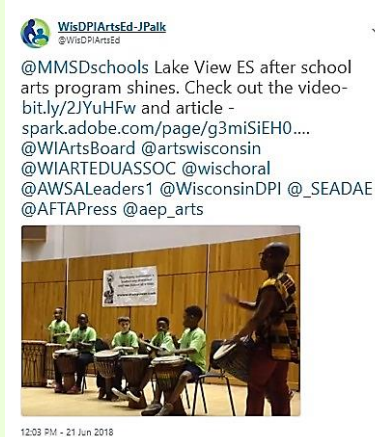 WisDPIArtsEd-JPalk
@WisDPIArtsEd
@MMSDschools Lake View ES after school
arts program shines. Check out the video-
bit.ly/2JYuHFw and article -
spark.adobe.com/page/g3miSiEH0....
@WIArtsBoard @artswisconsin
@WIARTEDUASSOC @wischoral
@AWSALeaders1 @WisconsinDPI @_SEADAE
@AFTAPress @aep_arts
12:03 PM - 21 Jun 2018